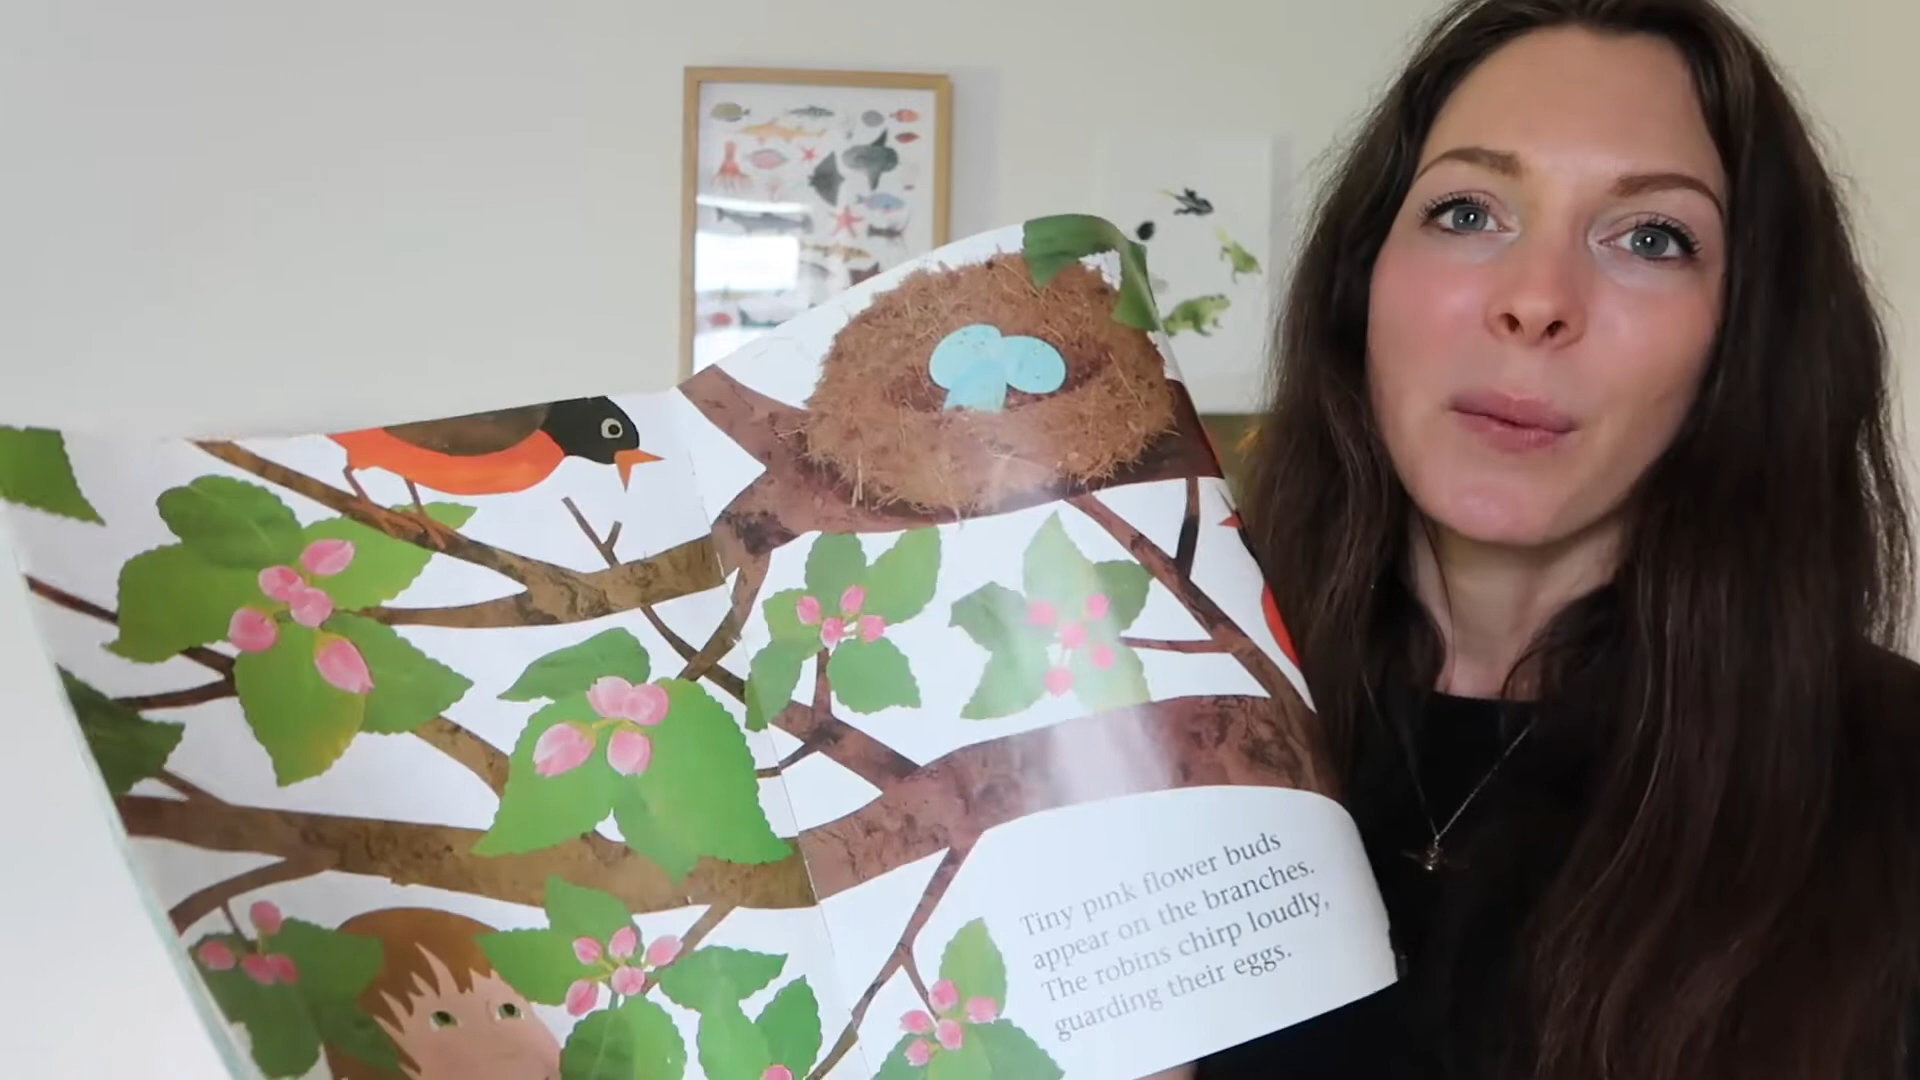 Tiny pink flower buds
appear on the branches.
The robins chirp loudly,
guarding their eggs.